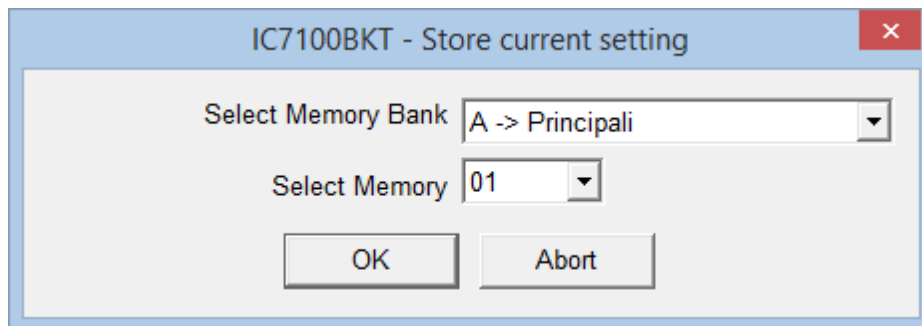 IC7100BKT - Store current setting
Select Memory Bank A -> Principali
Select Memory 01
OK Abort